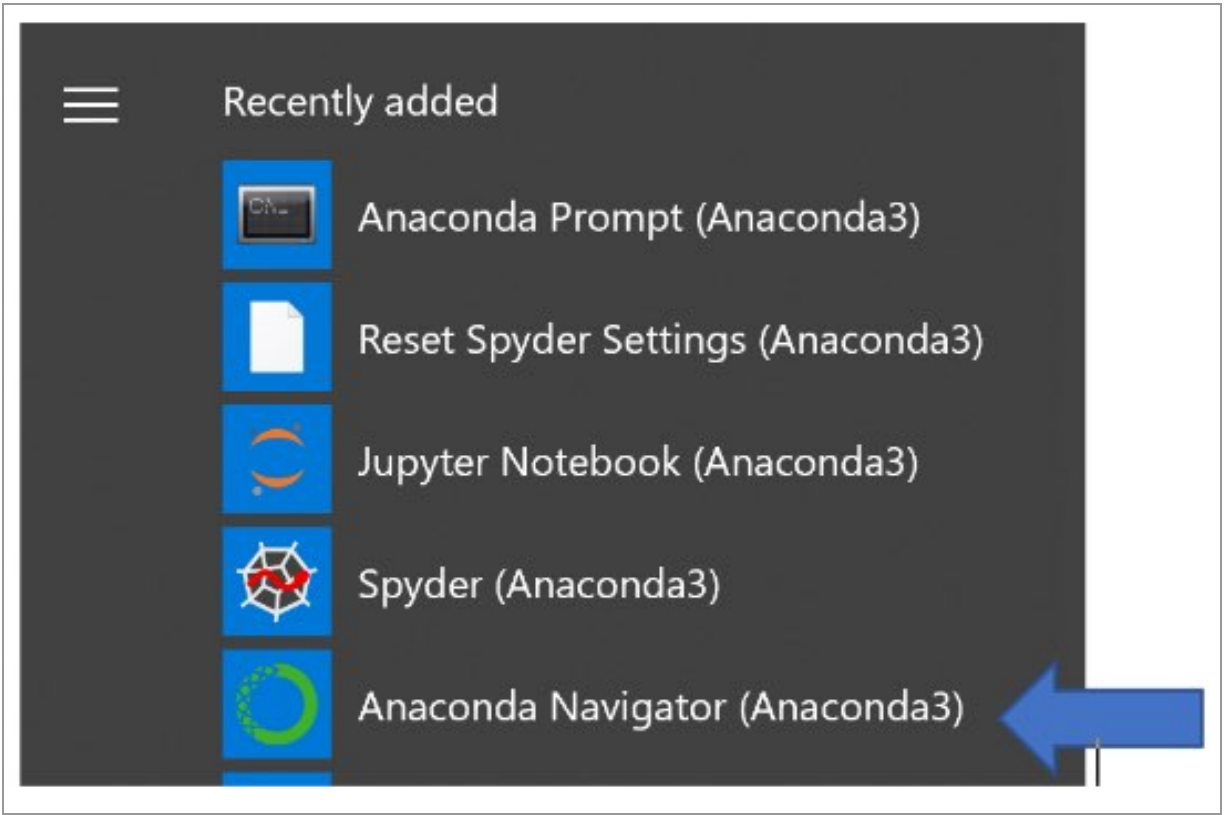 Recently added
Anaconda Prompt (Anaconda3)
Reset Spyder Settings (Anaconda3)
Jupyter Notebook (Anaconda3)
Spyder (Anaconda3)
Anaconda Navigator (Anaconda3)